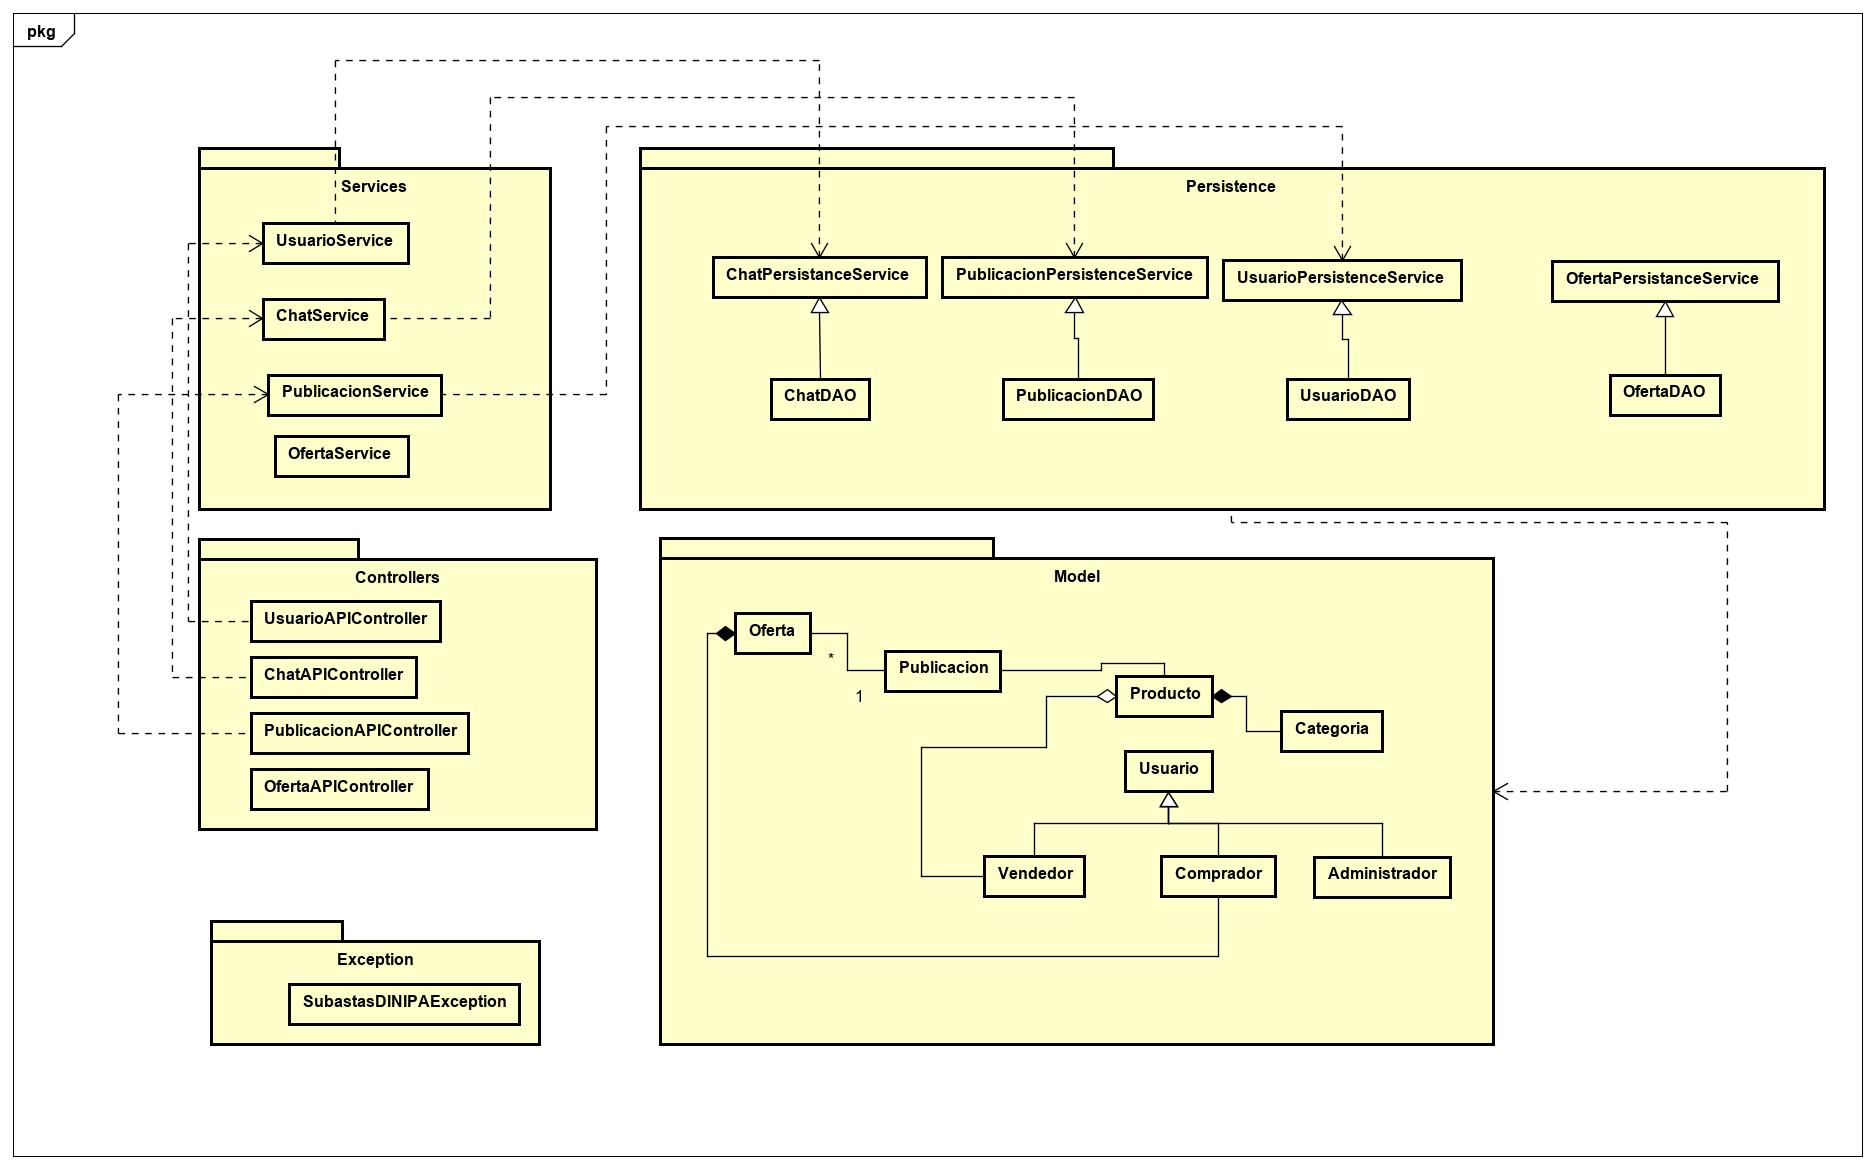 pkg
Services
UsuarioService
ChatService
PublicacionService
OfertaService
Persistence
ChatPersistanceService
PublicacionPersistenceService
UsuarioPersistenceService
OfertaPersistanceService
ChatDAO
PublicacionDAO
UsuarioDAO
OfertaDAO
Controllers
UsuarioAPIController
ChatAPIController
PublicacionAPIController
OfertaAPIController
Model
Oferta
*
1
Publicacion
Producto
Categoria
Usuario
Vendedor
Comprador
Administrador
Exception
SubastasDINIPAException